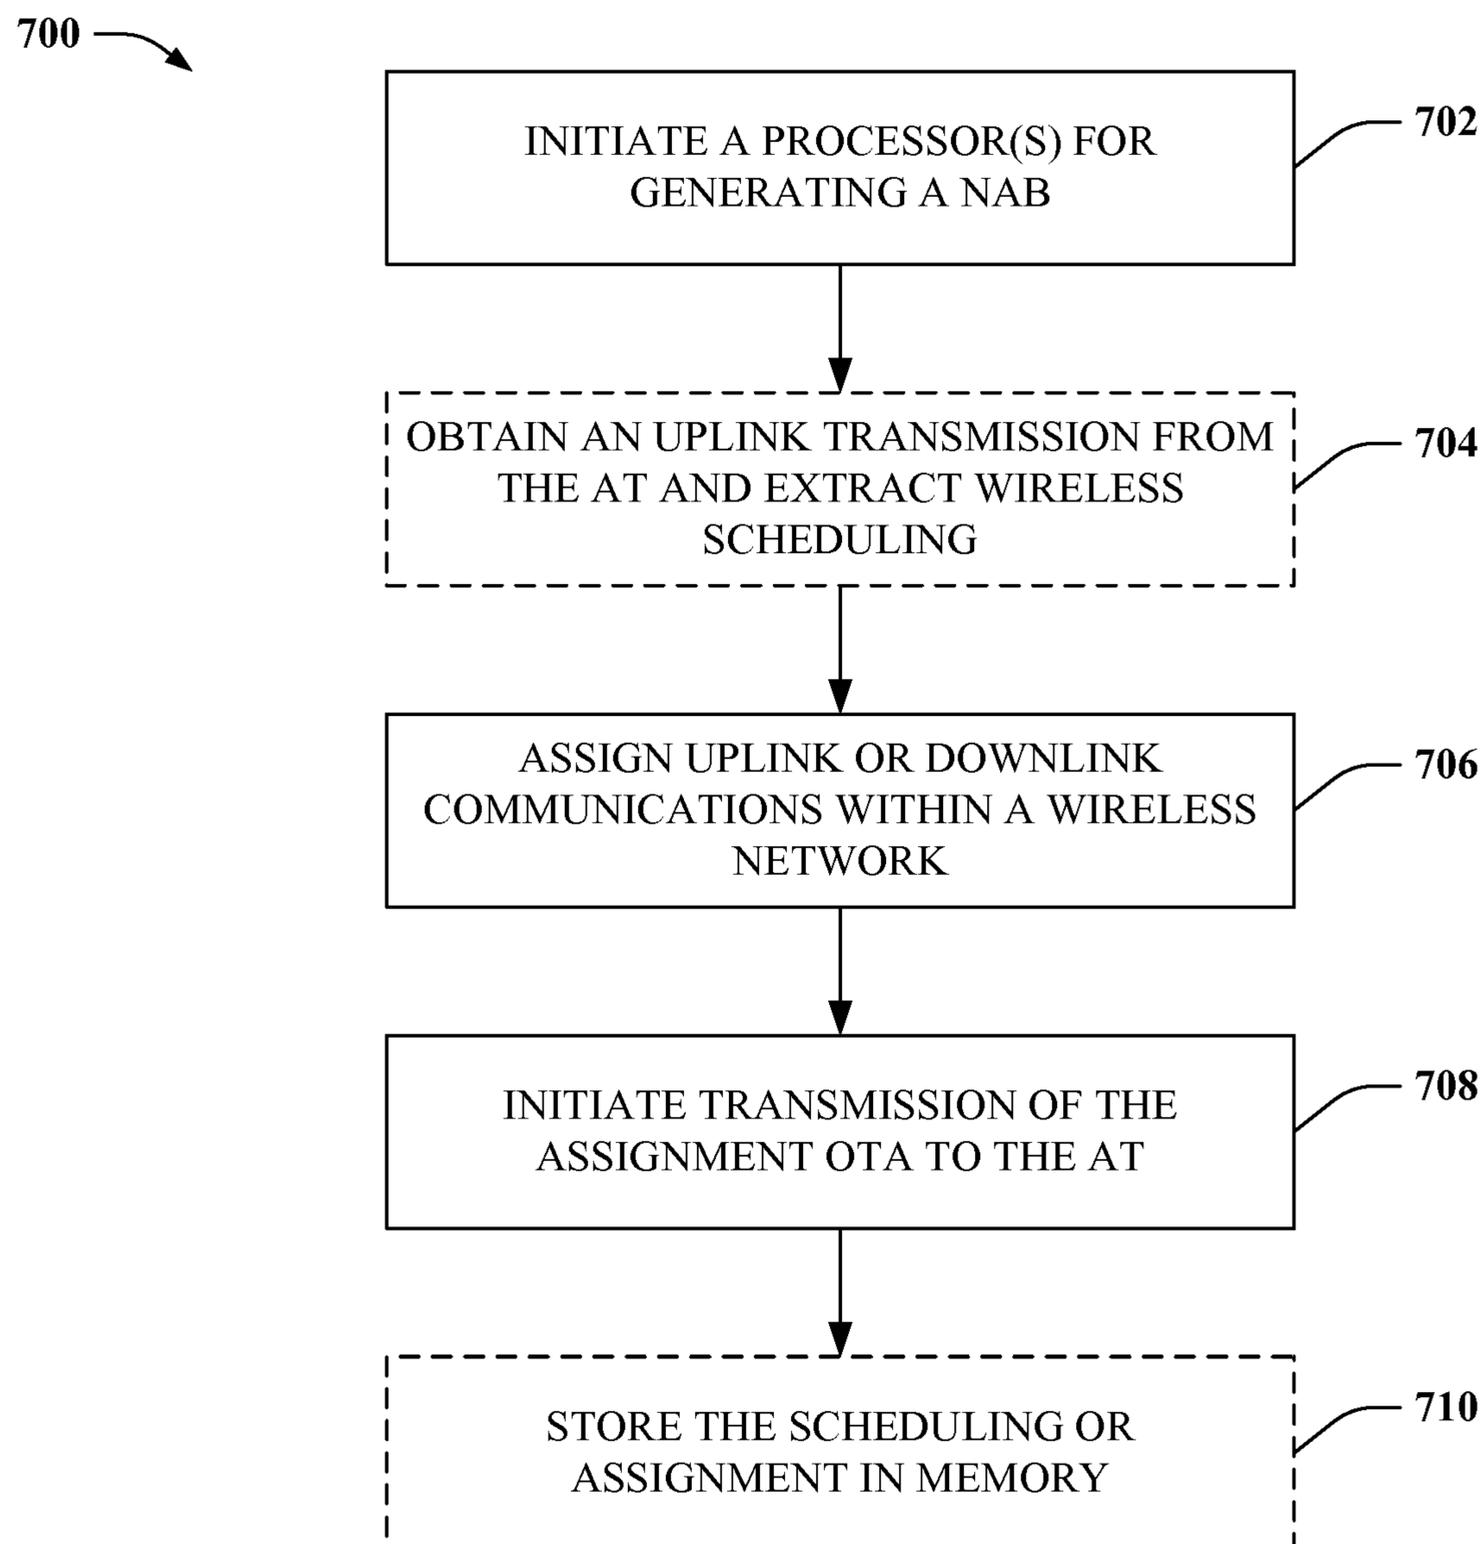 700
INITIATE A PROCESSOR(S) FOR
GENERATING A NAB
702
OBTAIN AN UPLINK TRANSMISSION FROM
THE AT AND EXTRACT WIRELESS
SCHEDULING
704
ASSIGN UPLINK OR DOWNLINK
COMMUNICATIONS WITHIN A WIRELESS
NETWORK
706
INITIATE TRANSMISSION OF THE
ASSIGNMENT OTA TO THE AT
708
STORE THE SCHEDULING OR
ASSIGNMENT IN MEMORY
710